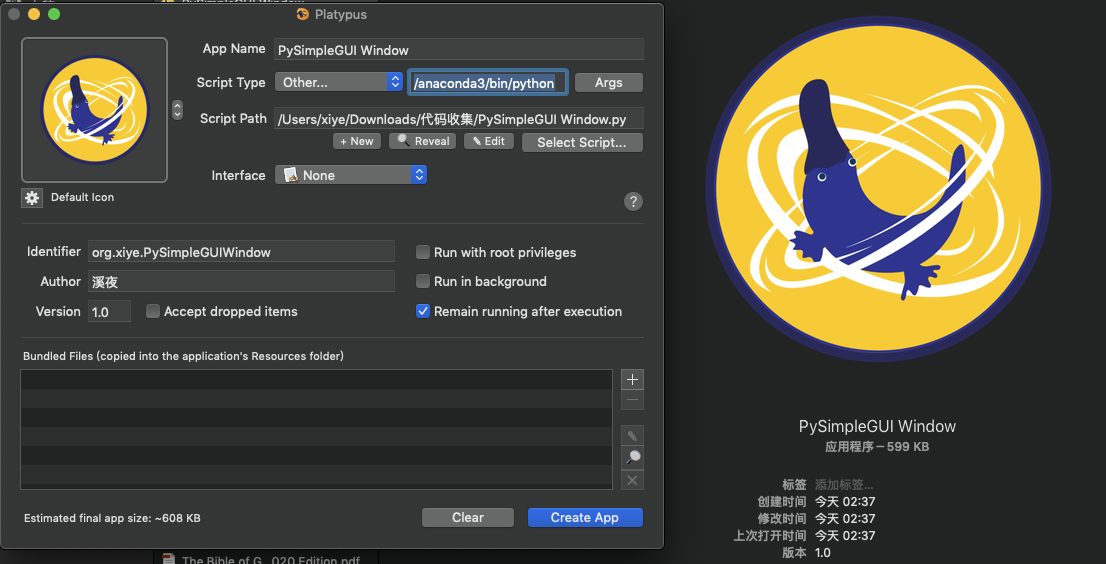 Platypus
App Name PySimpleGUI Window
Script Type Other... /anaconda3/bin/python Args
Script Path /Users/xiye/Downloads/代码收集/PySimpleGUI Window.py
+ New Reveal Edit Select Script...
Interface None
Default Icon
?
Identifier org.xiye.PySimpleGUIWindow
Run with root privileges
Author 溪夜
Run in background
Version 1.0 Accept dropped items
Remain running after execution
Bundled Files (copied into the application's Resources folder)
Estimated final app size: ~608 KB
Clear Create App
The Bible of G...020 Edition.pdf
PySimpleGUI Window
应用程序 – 599 KB
标签 添加标签...
创建时间 今天 02:37
修改时间 今天 02:37
上次打开时间 今天 02:37
版本 1.0